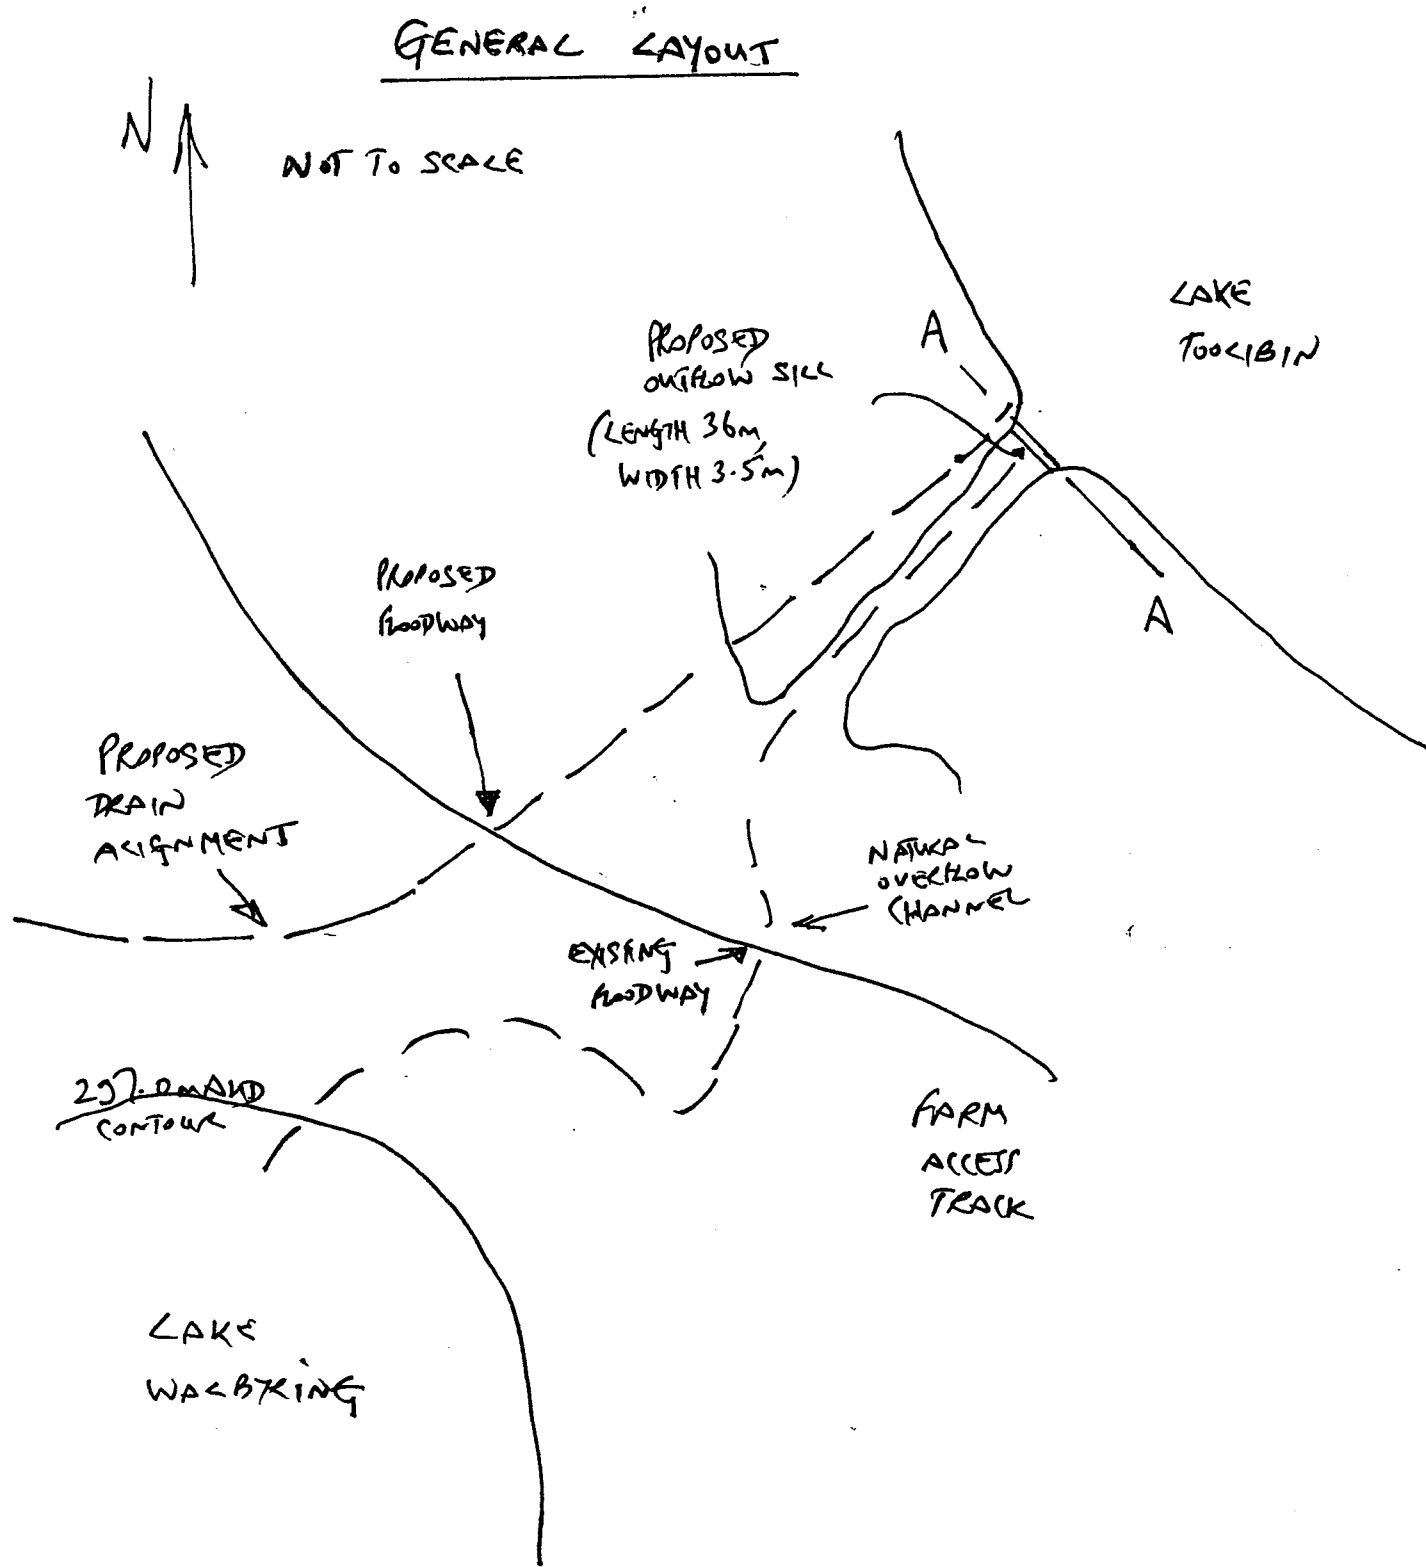 GENERAL LAYOUT
N
NOT TO SCALE
LAKE
TOOLIBIN
A
PROPOSED
OUTFLOW SILL
(LENGTH 36m,
WIDTH 3.5m)
A
PROPOSED
FLOODWAY
PROPOSED
DRAIN
ALIGNMENT
NATURAL
OVERFLOW
CHANNEL
EXISTING
FLOODWAY
297.0mAHD
CONTOUR
FARM
ACCESS
TRACK
LAKE
WALBYRING